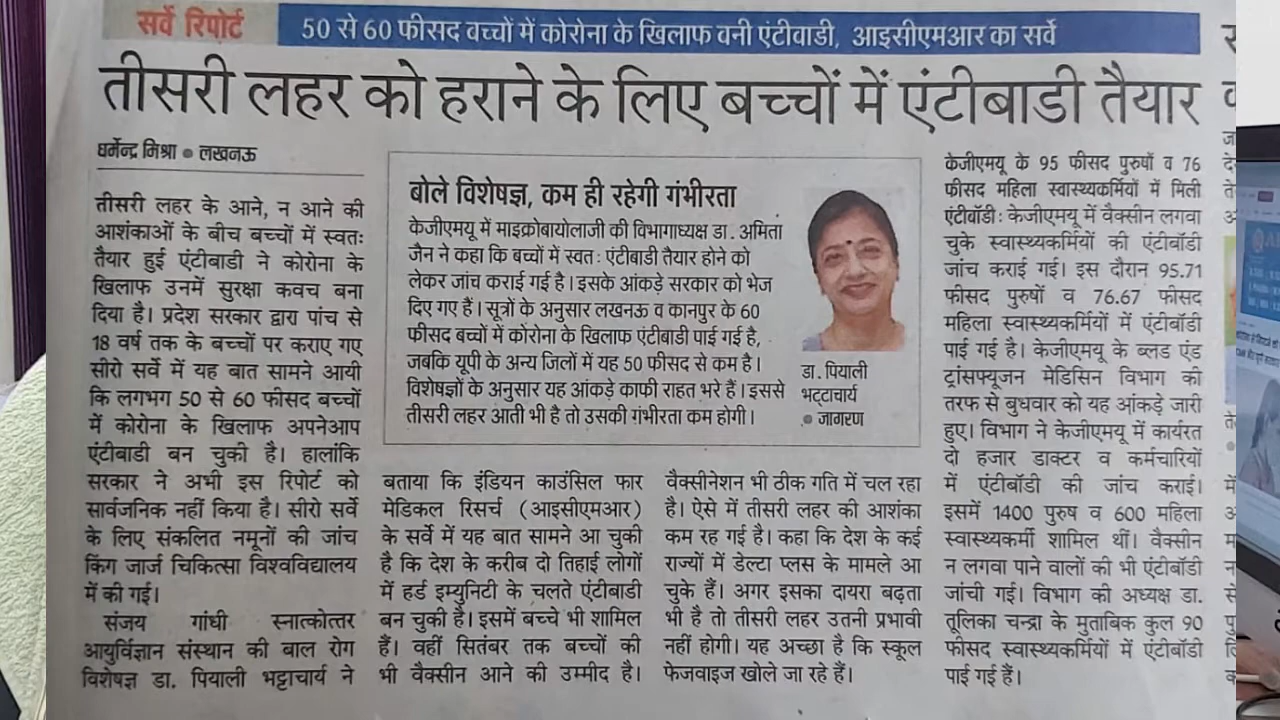 सर्वे रिपोर्ट
50 से 60 फीसद बच्चों में कोरोना के खिलाफ बनी एंटीवाडी, आइसीएमआर का सर्वे
तीसरी लहर को हराने के लिए बच्चों में एंटीबाडी तैयार
धर्मेन्द्र मिश्रा ● लखनऊ
तीसरी लहर के आने, न आने की
आशंकाओं के बीच बच्चों में स्वतः
तैयार हुई एंटीबाडी ने कोरोना के
खिलाफ उनमें सुरक्षा कवच बना
दिया है। प्रदेश सरकार द्वारा पांच से
18 वर्ष तक के बच्चों पर कराए गए
सीरो सर्वे में यह बात सामने आयी
कि लगभग 50 से 60 फीसद बच्चों
में कोरोना के खिलाफ अपनेआप
एंटीबाडी बन चुकी है। हालांकि
सरकार ने अभी इस रिपोर्ट को
सार्वजनिक नहीं किया है। सीरो सर्वे
के लिए संकलित नमूनों की जांच
किंग जार्ज चिकित्सा विश्वविद्यालय
में की गई।
संजय गांधी स्नातकोत्तर
आयुर्विज्ञान संस्थान की बाल रोग
विशेषज्ञ डा. पियाली भट्टाचार्य ने
बोले विशेषज्ञ, कम ही रहेगी गंभीरता
केजीएमयू में माइक्रोबायोलाजी की विभागाध्यक्ष डा. अमिता
जैन ने कहा कि बच्चों में स्वतः एंटीबाडी तैयार होने को
लेकर जांच कराई गई है। इसके आंकड़े सरकार को भेज
दिए गए हैं। सूत्रों के अनुसार लखनऊ व कानपुर के 60
फीसद बच्चों में कोरोना के खिलाफ एंटीबाडी पाई गई है,
जबकि यूपी के अन्य जिलों में यह 50 फीसद से कम है।
विशेषज्ञों के अनुसार यह आंकड़े काफी राहत भरे हैं। इससे
तीसरी लहर आती भी है तो उसकी गंभीरता कम होगी।
डा. पियाली
भट्टाचार्य
● जागरण
बताया कि इंडियन काउंसिल फार
मेडिकल रिसर्च (आइसीएमआर)
के सर्वे में यह बात सामने आ चुकी
है कि देश के करीब दो तिहाई लोगों
में हर्ड इम्युनिटी के चलते एंटीबाडी
बन चुकी है। इसमें बच्चे भी शामिल
हैं। वहीं सितंबर तक बच्चों की
भी वैक्सीन आने की उम्मीद है।
वैक्सीनेशन भी ठीक गति में चल रहा
है। ऐसे में तीसरी लहर की आशंका
कम रह गई है। कहा कि देश के कई
राज्यों में डेल्टा प्लस के मामले आ
चुके हैं। अगर इसका दायरा बढ़ता
भी है तो तीसरी लहर उतनी प्रभावी
नहीं होगी। यह अच्छा है कि स्कूल
फेजवाइज खोले जा रहे हैं।
केजीएमयू के 95 फीसद पुरुषों व 76
फीसद महिला स्वास्थ्यकर्मियों में मिली
एंटीबॉडी: केजीएमयू में वैक्सीन लगवा
चुके स्वास्थ्यकर्मियों की एंटीबॉडी
जांच कराई गई। इस दौरान 95.71
फीसद पुरुषों व 76.67 फीसद
महिला स्वास्थ्यकर्मियों में एंटीबॉडी
पाई गई है। केजीएमयू के ब्लड एंड
ट्रांसफ्यूजन मेडिसिन विभाग की
तरफ से बुधवार को यह आंकड़े जारी
हुए। विभाग ने केजीएमयू में कार्यरत
दो हजार डाक्टर व कर्मचारियों
में एंटीबॉडी की जांच कराई।
इसमें 1400 पुरुष व 600 महिला
स्वास्थ्यकर्मी शामिल थीं। वैक्सीन
न लगवा पाने वालों की भी एंटीबॉडी
जांची गई। विभाग की अध्यक्ष डा.
तूलिका चन्द्रा के मुताबिक कुल 90
फीसद स्वास्थ्यकर्मियों में एंटीबॉडी
पाई गई हैं।